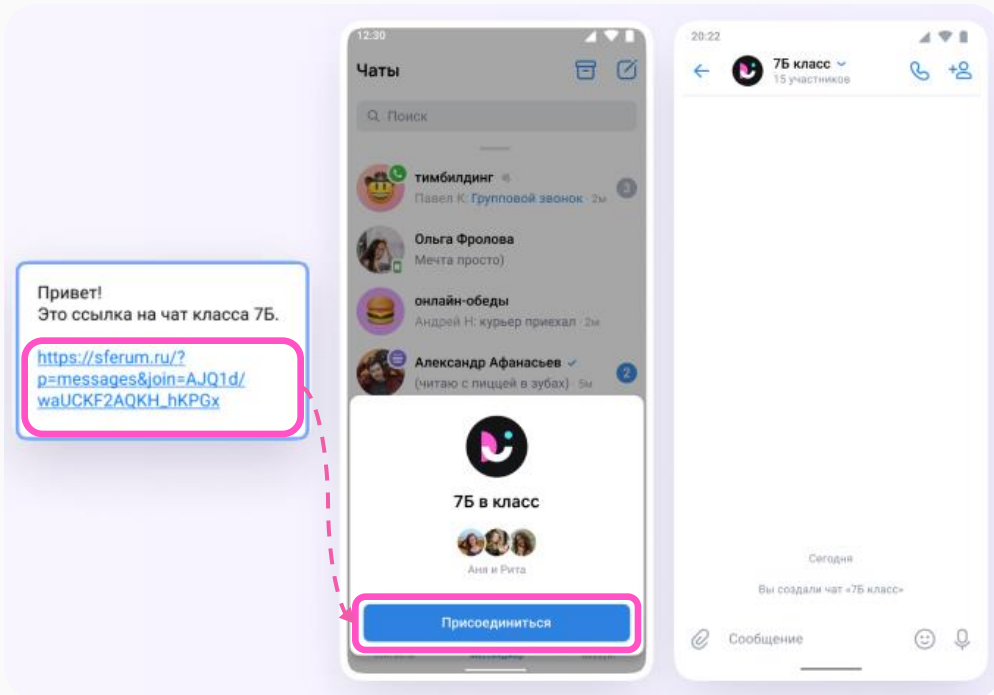 Привет!
Это ссылка на чат класса 7Б.
https://sferum.ru/?
p=messages&join=AJQ1d/
waUCKF2AQKH_hKPGx
12:30
Чаты
Поиск
тимбилдинг
Павел К: Групповой звонок · 2м
3
Ольга Фролова
Мечта просто)
онлайн-обеды
Андрей Н: курьер приехал · 2м
Александр Афанасьев
(читаю с пиццей в зубах) · 5м
2
7Б в класс
Аня и Рита
Присоединиться
20:22
7Б класс
15 участников
Сегодня
Вы создали чат «7Б класс»
Сообщение